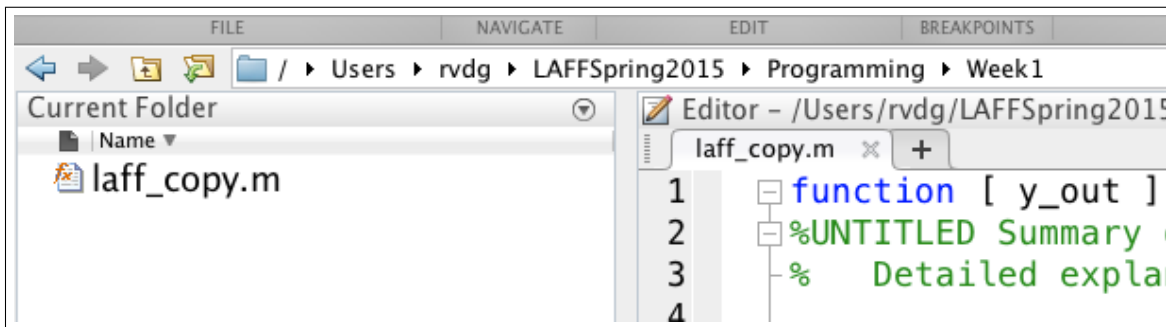 FILE NAVIGATE EDIT BREAKPOINTS
/ ▸ Users ▸ rvdg ▸ LAFFSpring2015 ▸ Programming ▸ Week1
Current Folder
Name ▼
laff_copy.m
Editor – /Users/rvdg/LAFFSpring2015
laff_copy.m × +
1 function [ y_out ]
2 %UNTITLED Summary
3 % Detailed explan
4